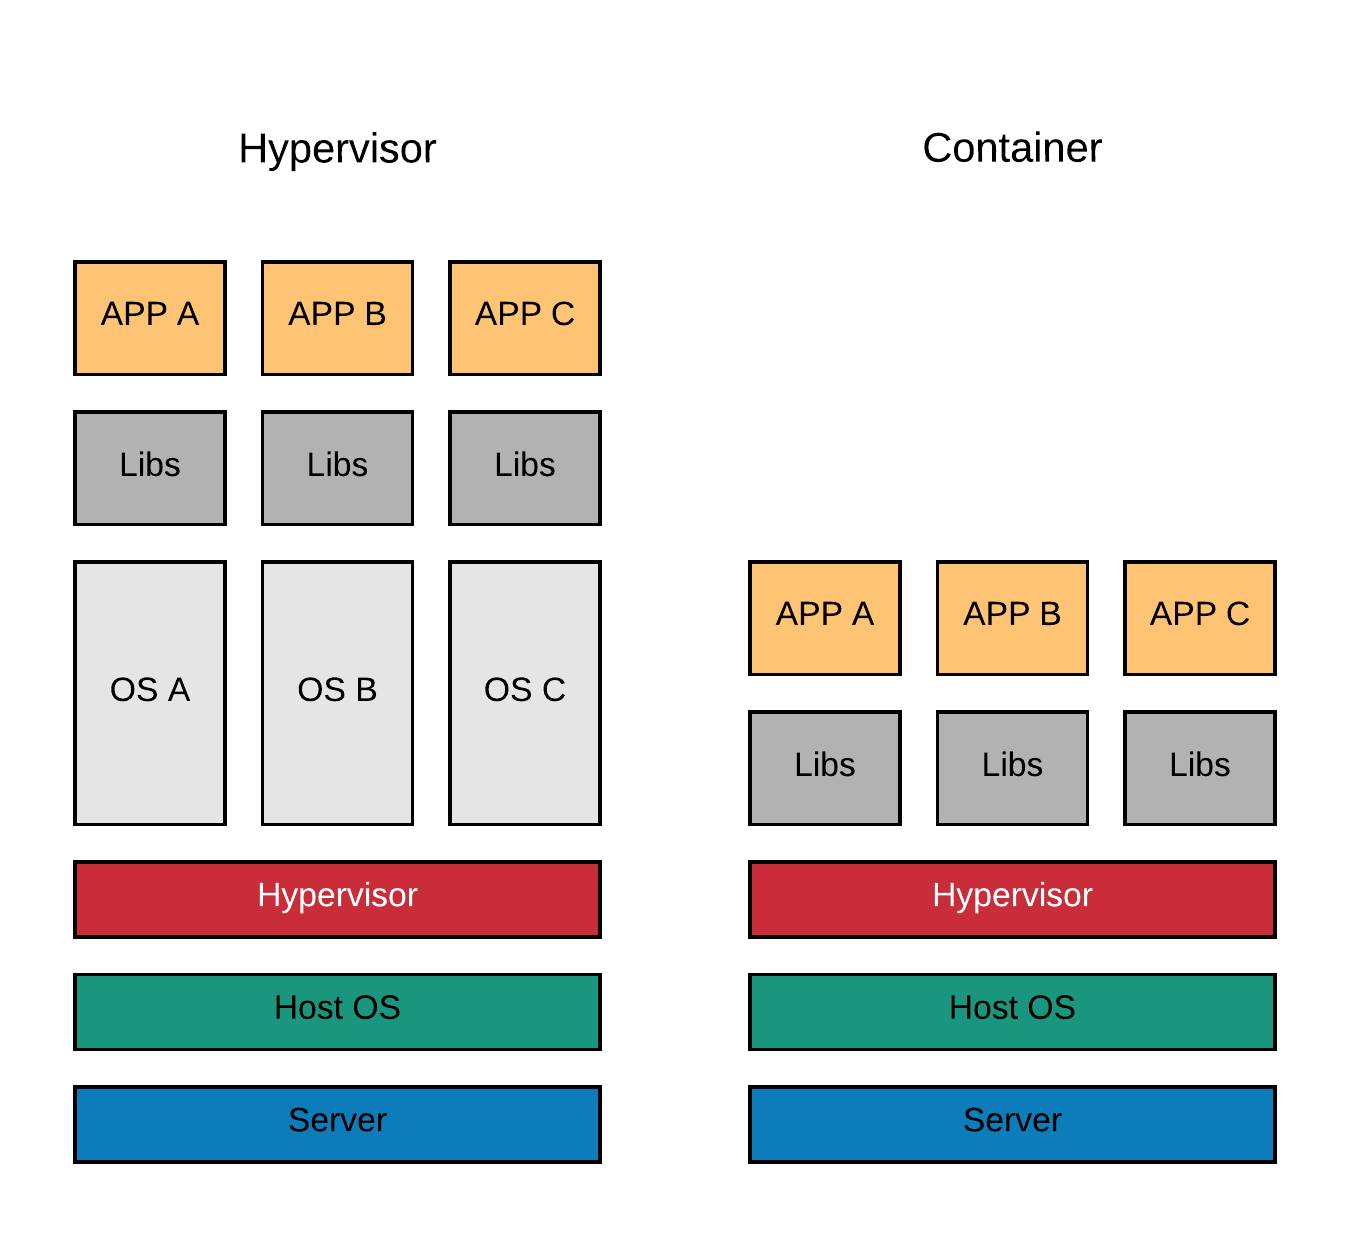 Hypervisor
APP A
APP B
APP C
Libs
Libs
Libs
OS A
OS B
OS C
Hypervisor
Host OS
Server
Container
APP A
APP B
APP C
Libs
Libs
Libs
Hypervisor
Host OS
Server